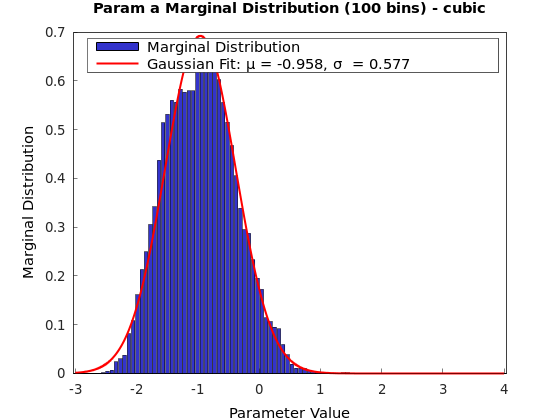 Param a Marginal Distribution (100 bins) - cubic
Marginal Distribution
Gaussian Fit: μ = -0.958, σ = 0.577
0.7
0.6
0.5
0.4
0.3
0.2
0.1
0
Marginal Distribution
-3 -2 -1 0 1 2 3 4
Parameter Value